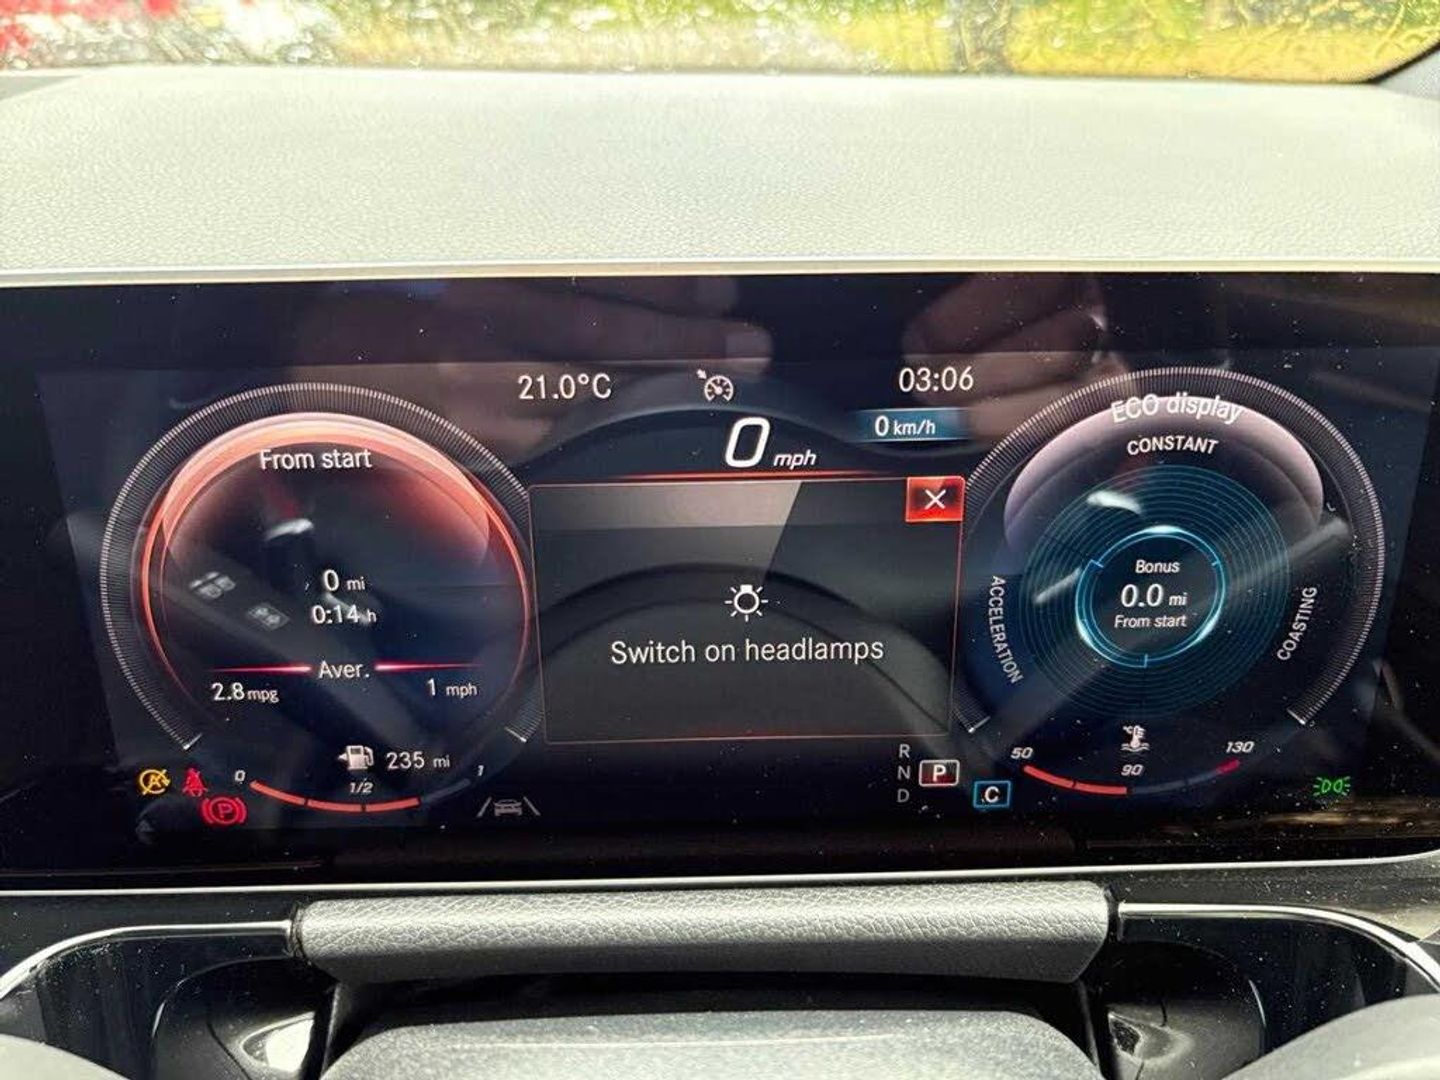 21.0°C
03:06
0 mph
0 km/h
From start
0 mi
0:14 h
Aver.
2.8 mpg
1 mph
235 mi
0
1/2
1
Switch on headlamps
ECO display
CONSTANT
ACCELERATION
COASTING
Bonus
0.0 mi
From start
R
N
P
D
C
50
90
130
A
P
°C